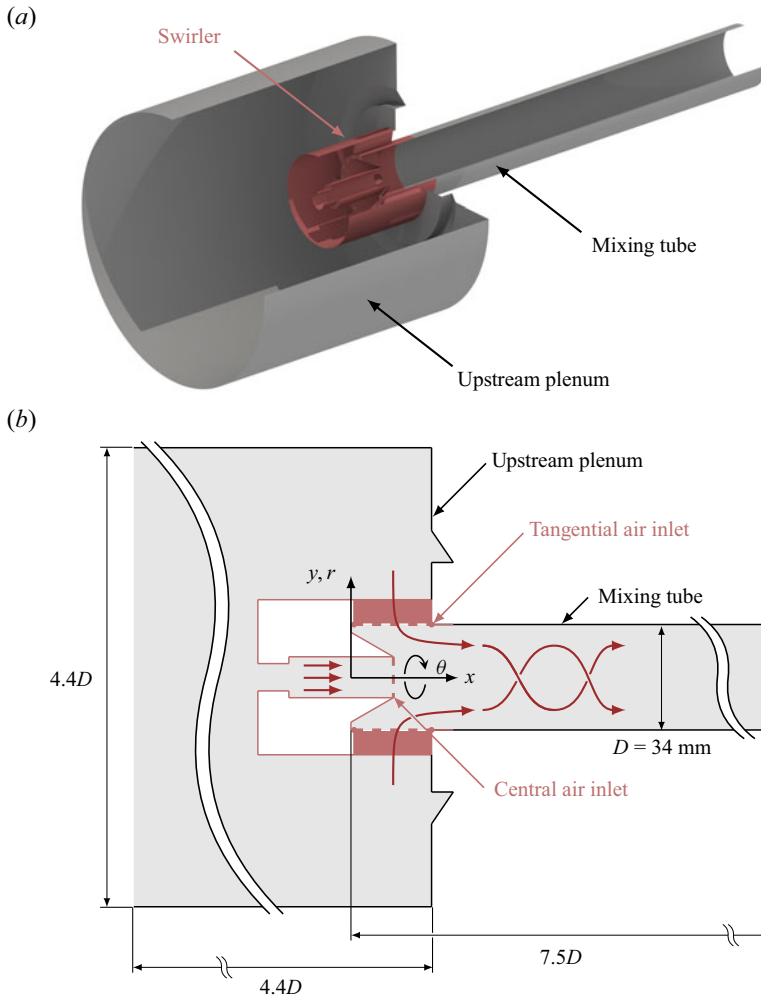 (a)
Swirler
Mixing tube
Upstream plenum
(b)
Upstream plenum
Tangential air inlet
y, r
Mixing tube
θ
x
4.4D
D = 34 mm
Central air inlet
7.5D
4.4D